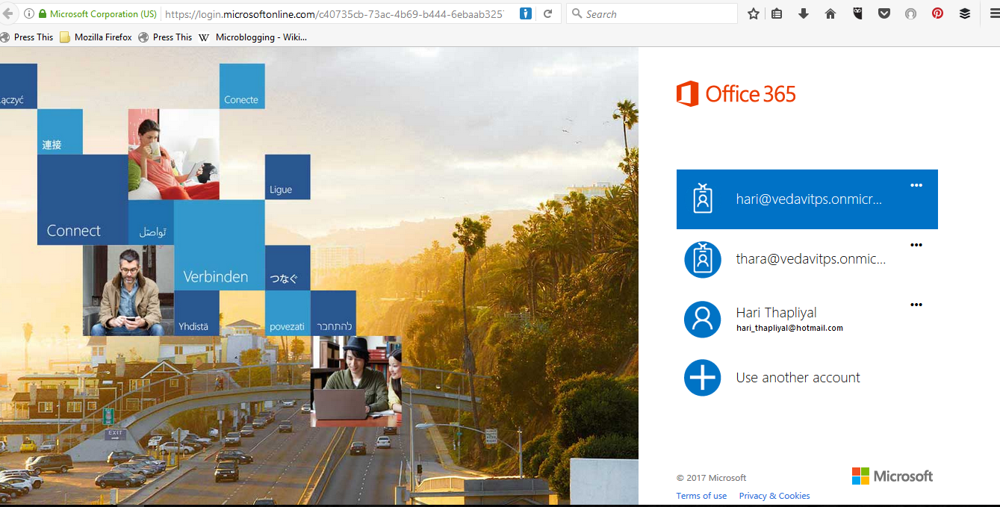 Microsoft Corporation (US)
https://login.microsoftonline.com/c40735cb-73ac-4b69-b444-6ebaab325
Search
Press This
Mozilla Firefox
Press This
W
Microblogging - Wiki...
Łączyć
Conecte
連接
Ligue
Connect
تواصل
Verbinden
つなぐ
Yhdistä
povezati
להתחבר
EXIT
Office 365
hari@vedavitps.onmicr...
thara@vedavitps.onmic...
Hari Thapliyal
hari_thapliyal@hotmail.com
Use another account
© 2017 Microsoft
Microsoft
Terms of use
Privacy & Cookies